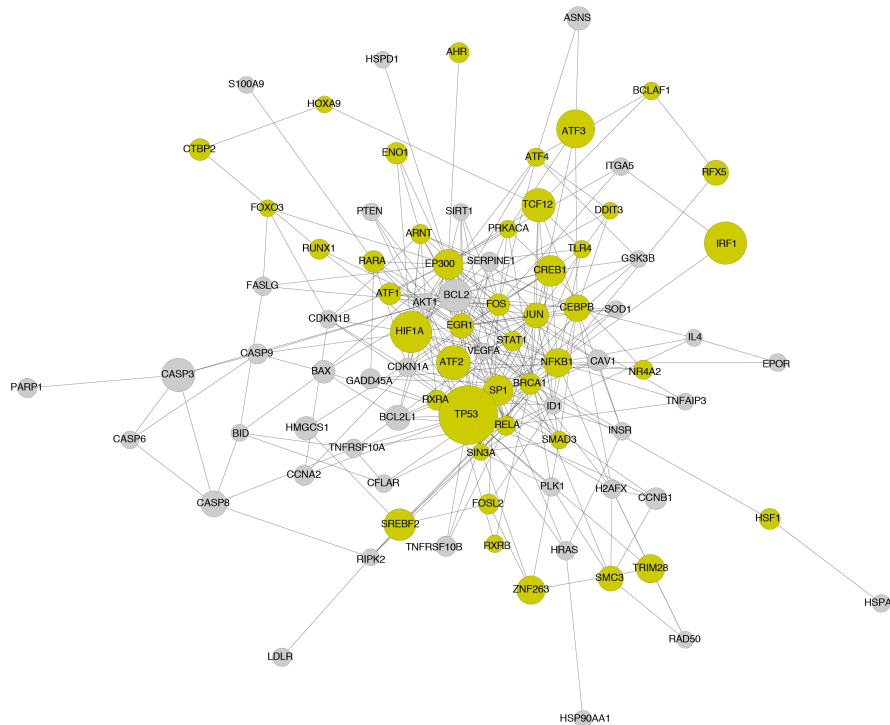 ASNS
AHR
HSPD1
S100A9
BCLAF1
HOXA9
ATF3
CTBP2
ENO1
ATF4
ITGA5
RFX5
FOXO3
PTEN
SIRT1
TCF12
DDIT3
RUNX1
ARNT
PRKACA
IRF1
RARA
EP300
SERPINE1
TLR4
GSK3B
CREB1
FASLG
ATF1
AKT1
BCL2
FOS
CEBPB
SOD1
CDKN1B
HIF1A
EGR1
JUN
STAT1
IL4
CASP9
VEGFA
CAV1
EPOR
PARP1
CASP3
BAX
GADD45A
CDKN1A
ATF2
NFKB1
NR4A2
BRCA1
RXRA
SP1
ID1
TNFAIP3
BCL2L1
TP53
CASP6
BID
HMGCS1
RELA
INSR
TNFRSF10A
SIN3A
SMAD3
CCNA2
CFLAR
PLK1
H2AFX
CCNB1
CASP8
FOSL2
SREBF2
HSF1
TNFRSF10B
RXRB
HRAS
RIPK2
ZNF263
SMC3
TRIM28
HSPA
RAD50
LDLR
HSP90AA1